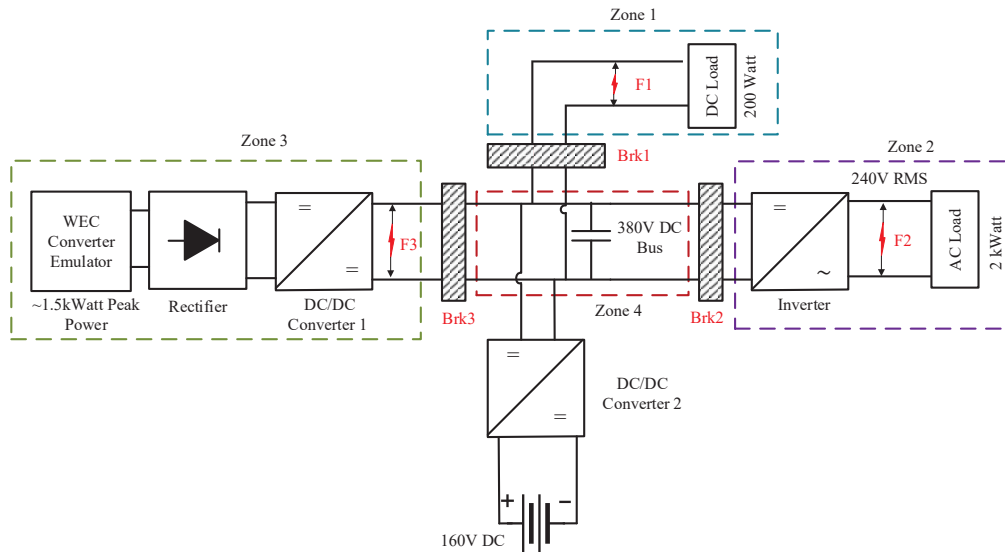 Zone 1
F1
DC Load
200 Watt
Brk1
Zone 3
Zone 2
WEC
Converter
Emulator
~1.5kWatt Peak
Power
Rectifier
=
=
DC/DC
Converter 1
F3
Brk3
380V DC
Bus
Zone 4
Brk2
=
~
Inverter
240V RMS
F2
AC Load
2 kWatt
=
=
DC/DC
Converter 2
+
−
160V DC